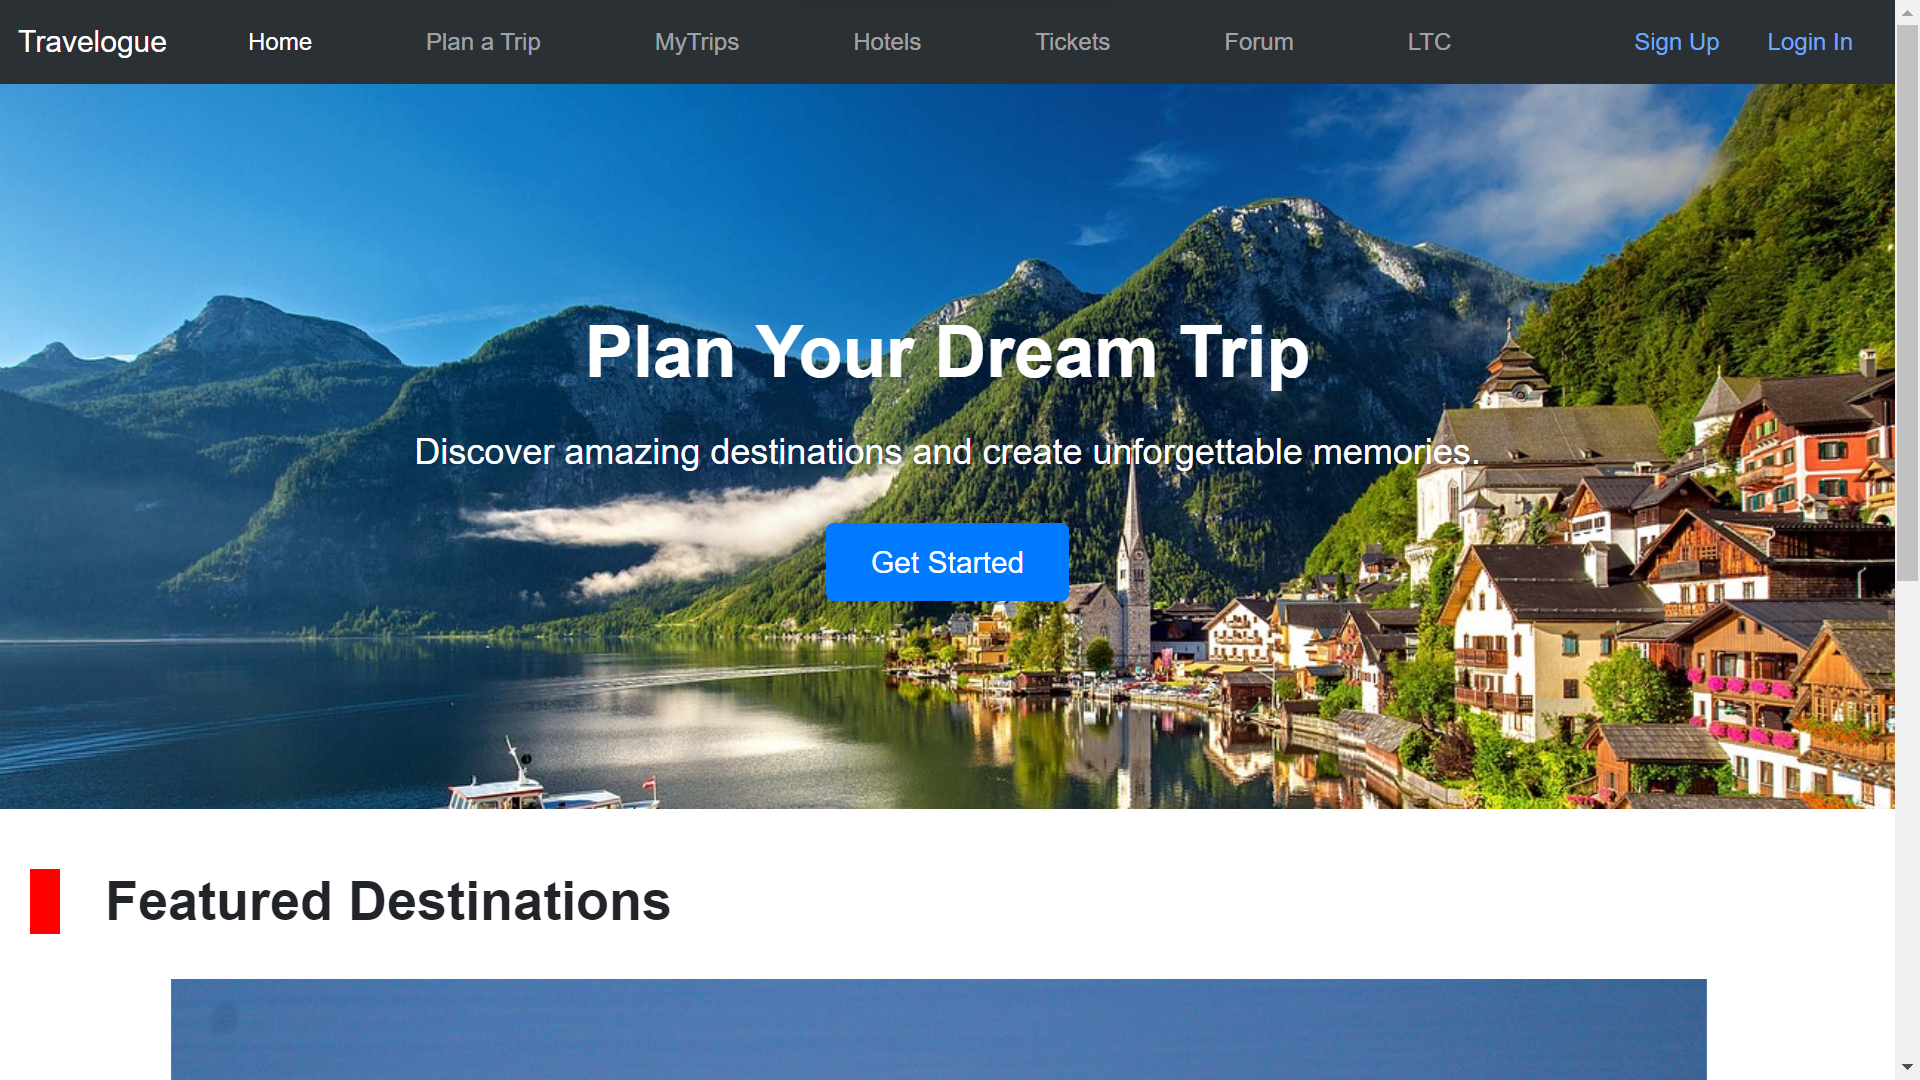 Travelogue Home Plan a Trip MyTrips Hotels Tickets Forum LTC Sign Up Login In
Plan Your Dream Trip
Discover amazing destinations and create unforgettable memories.
Get Started
Featured Destinations